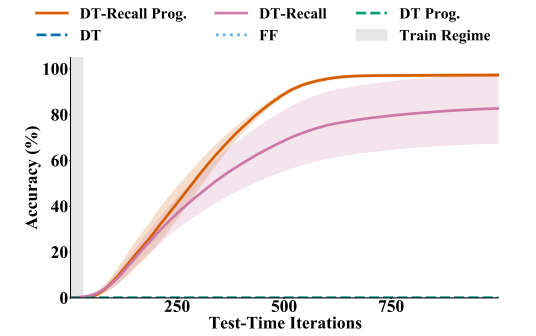 DT-Recall Prog. DT-Recall DT Prog.
DT FF Train Regime
100
80
60
40
20
0
Accuracy (%)
250 500 750
Test-Time Iterations